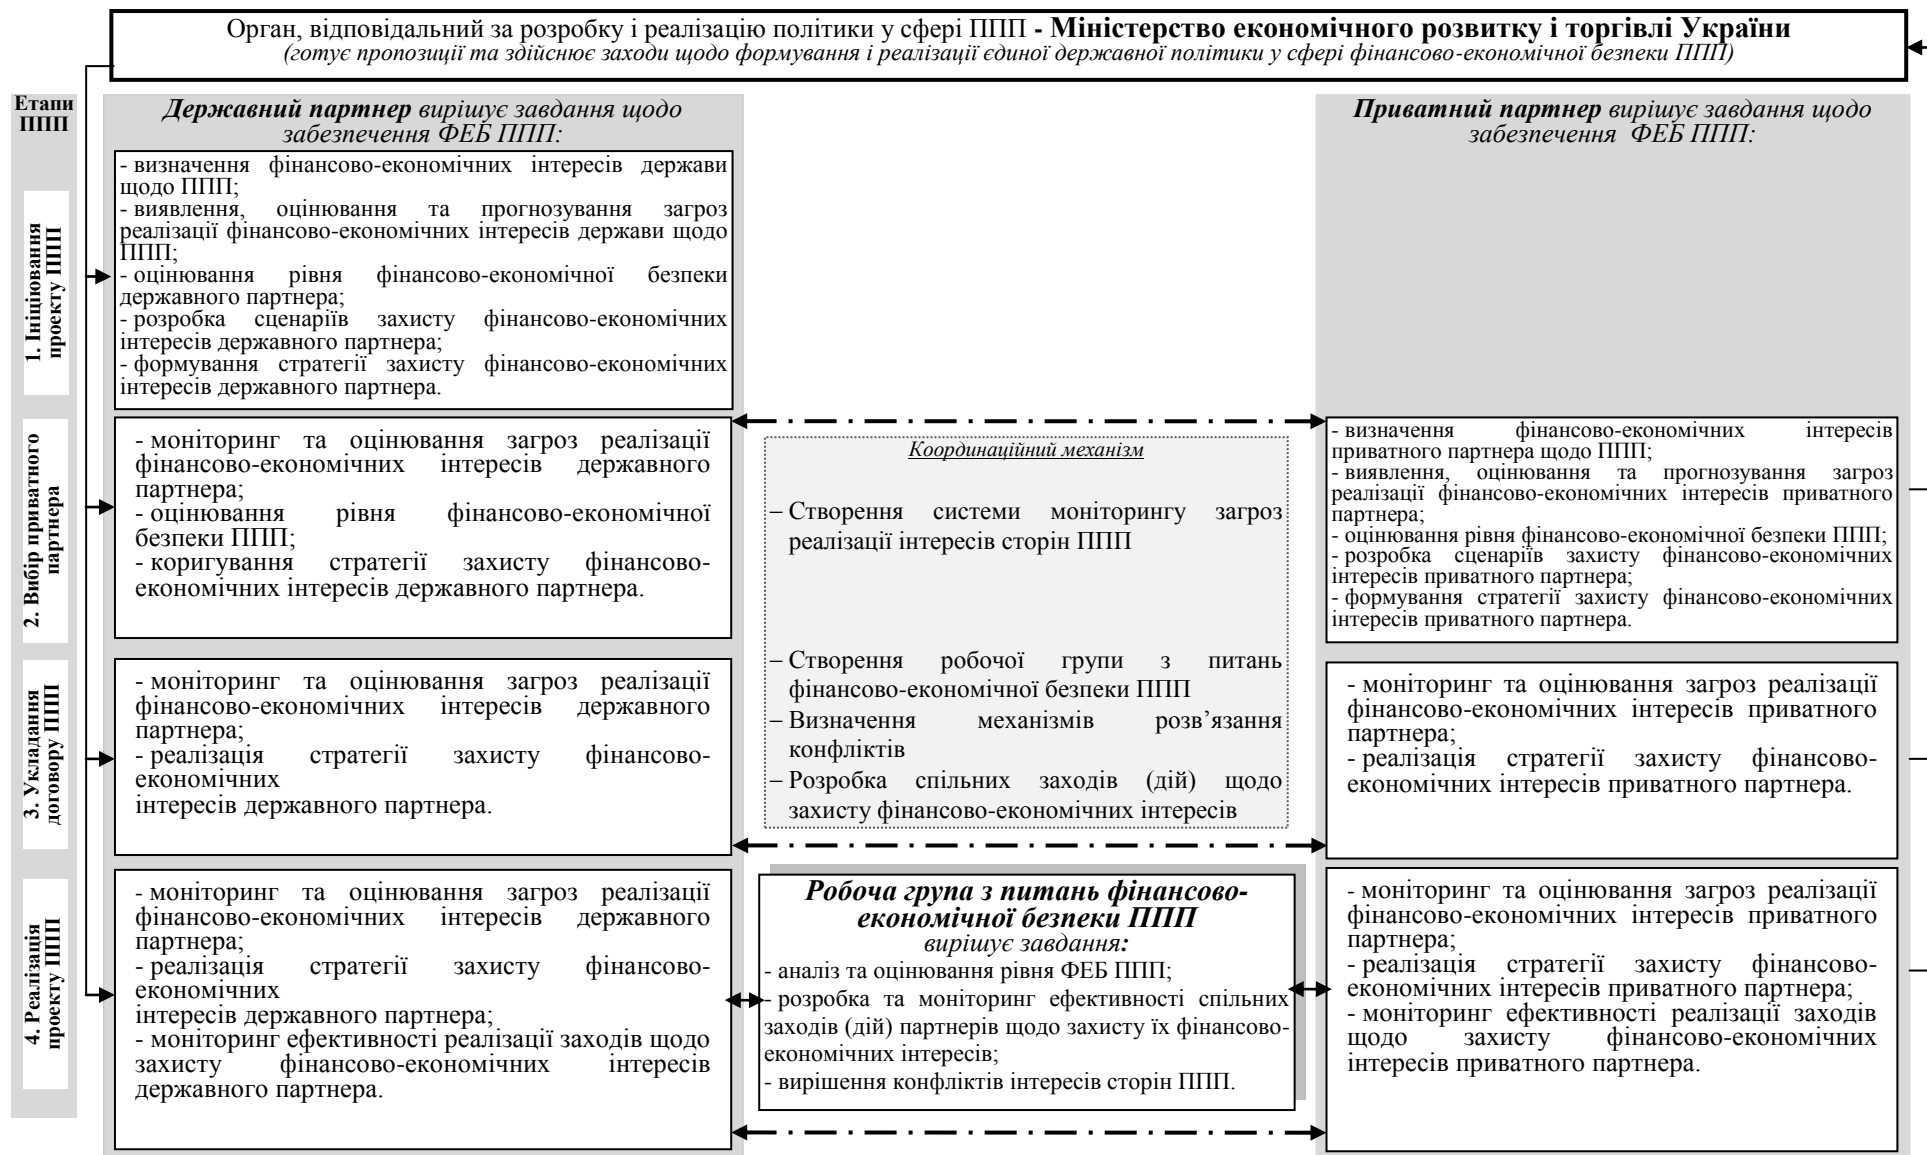 Орган, відповідальний за розробку і реалізацію політики у сфері ППП - Міністерство економічного розвитку і торгівлі України
(готує пропозиції та здійснює заходи щодо формування і реалізації єдиної державної політики у сфері фінансово-економічної безпеки ППП)
Етапи
ППП
Державний партнер вирішує завдання щодо
забезпечення ФЕБ ППП:
Приватний партнер вирішує завдання щодо
забезпечення ФЕБ ППП:
1. Ініціювання
проекту ППП
- визначення фінансово-економічних інтересів держави
щодо ППП;
- виявлення, оцінювання та прогнозування загроз
реалізації фінансово-економічних інтересів держави щодо
ППП;
- оцінювання рівня фінансово-економічної безпеки
державного партнера;
- розробка сценаріїв захисту фінансово-економічних
інтересів державного партнера;
- формування стратегії захисту фінансово-економічних
інтересів державного партнера.
2. Вибір приватного
партнера
- моніторинг та оцінювання загроз реалізації
фінансово-економічних інтересів державного
партнера;
- оцінювання рівня фінансово-економічної
безпеки ППП;
- коригування стратегії захисту фінансово-
економічних інтересів державного партнера.
Координаційний механізм
– Створення системи моніторингу загроз
реалізації інтересів сторін ППП
– Створення робочої групи з питань
фінансово-економічної безпеки ППП
– Визначення механізмів розв’язання
конфліктів
– Розробка спільних заходів (дій) щодо
захисту фінансово-економічних інтересів
- визначення фінансово-економічних інтересів
приватного партнера щодо ППП;
- виявлення, оцінювання та прогнозування загроз
реалізації фінансово-економічних інтересів приватного
партнера;
- оцінювання рівня фінансово-економічної безпеки ППП;
- розробка сценаріїв захисту фінансово-економічних
інтересів приватного партнера;
- формування стратегії захисту фінансово-економічних
інтересів приватного партнера.
3. Укладання
договору ППП
- моніторинг та оцінювання загроз реалізації
фінансово-економічних інтересів державного
партнера;
- реалізація стратегії захисту фінансово-
економічних
інтересів державного партнера.
- моніторинг та оцінювання загроз реалізації
фінансово-економічних інтересів приватного
партнера;
- реалізація стратегії захисту фінансово-
економічних інтересів приватного партнера.
4. Реалізація
проекту ППП
- моніторинг та оцінювання загроз реалізації
фінансово-економічних інтересів державного
партнера;
- реалізація стратегії захисту фінансово-
економічних
інтересів державного партнера;
- моніторинг ефективності реалізації заходів щодо
захисту фінансово-економічних інтересів
державного партнера.
Робоча група з питань фінансово-
економічної безпеки ППП
вирішує завдання:
- аналіз та оцінювання рівня ФЕБ ППП;
- розробка та моніторинг ефективності спільних
заходів (дій) партнерів щодо захисту їх фінансово-
економічних інтересів;
- вирішення конфліктів інтересів сторін ППП.
- моніторинг та оцінювання загроз реалізації
фінансово-економічних інтересів приватного
партнера;
- реалізація стратегії захисту фінансово-
економічних інтересів приватного партнера;
- моніторинг ефективності реалізації заходів
щодо захисту фінансово-економічних
інтересів приватного партнера.